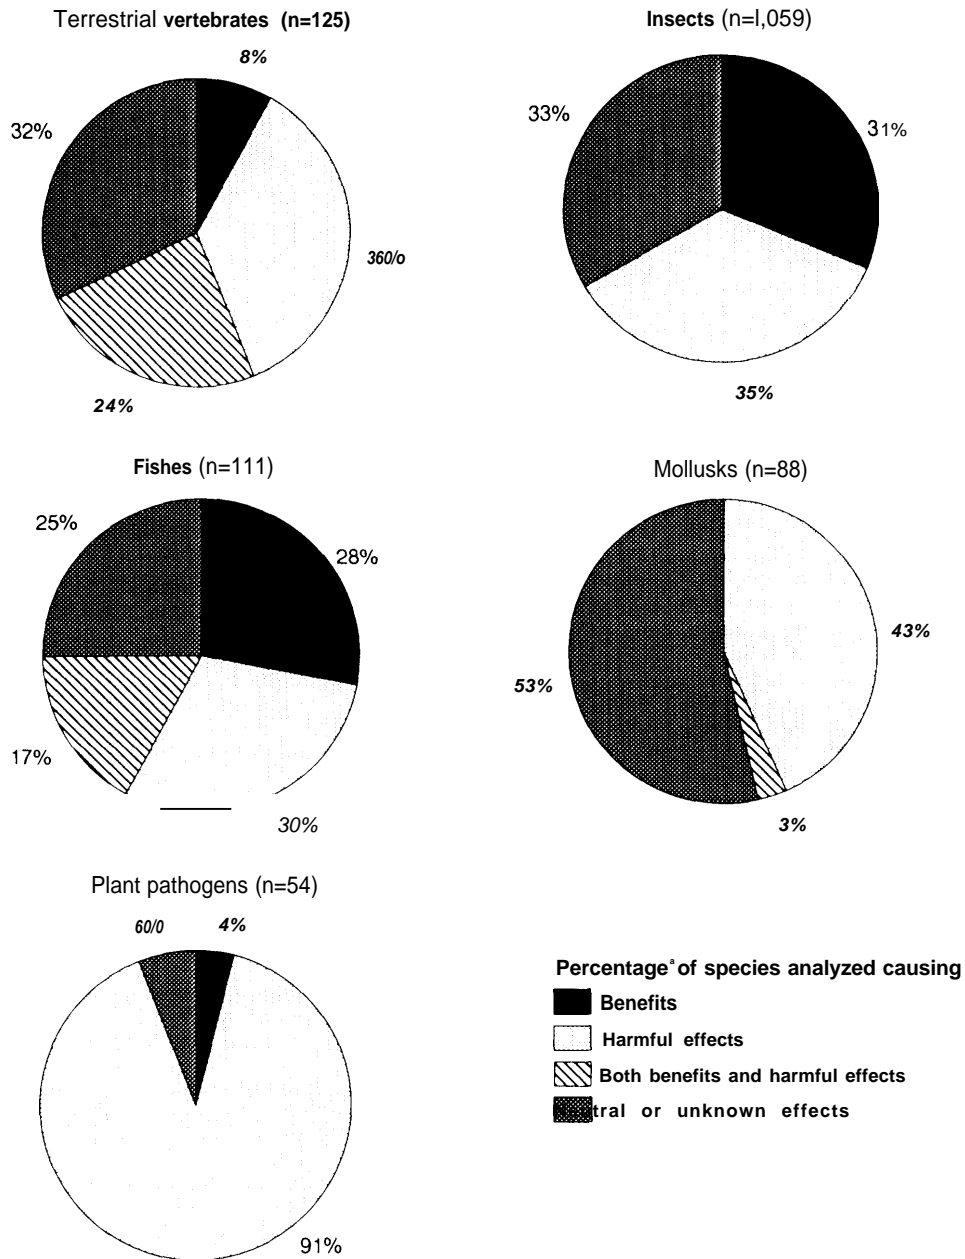 Terrestrial vertebrates (n=125)
8%
32%
360/o
24%
Insects (n=l,059)
33%
31%
35%
Fishes (n=111)
25%
28%
17%
30%
Mollusks (n=88)
43%
53%
3%
Plant pathogens (n=54)
60/0
4%
91%
Percentageª of species analyzed causing
Benefits
Harmful effects
Both benefits and harmful effects
Neutral or unknown effects